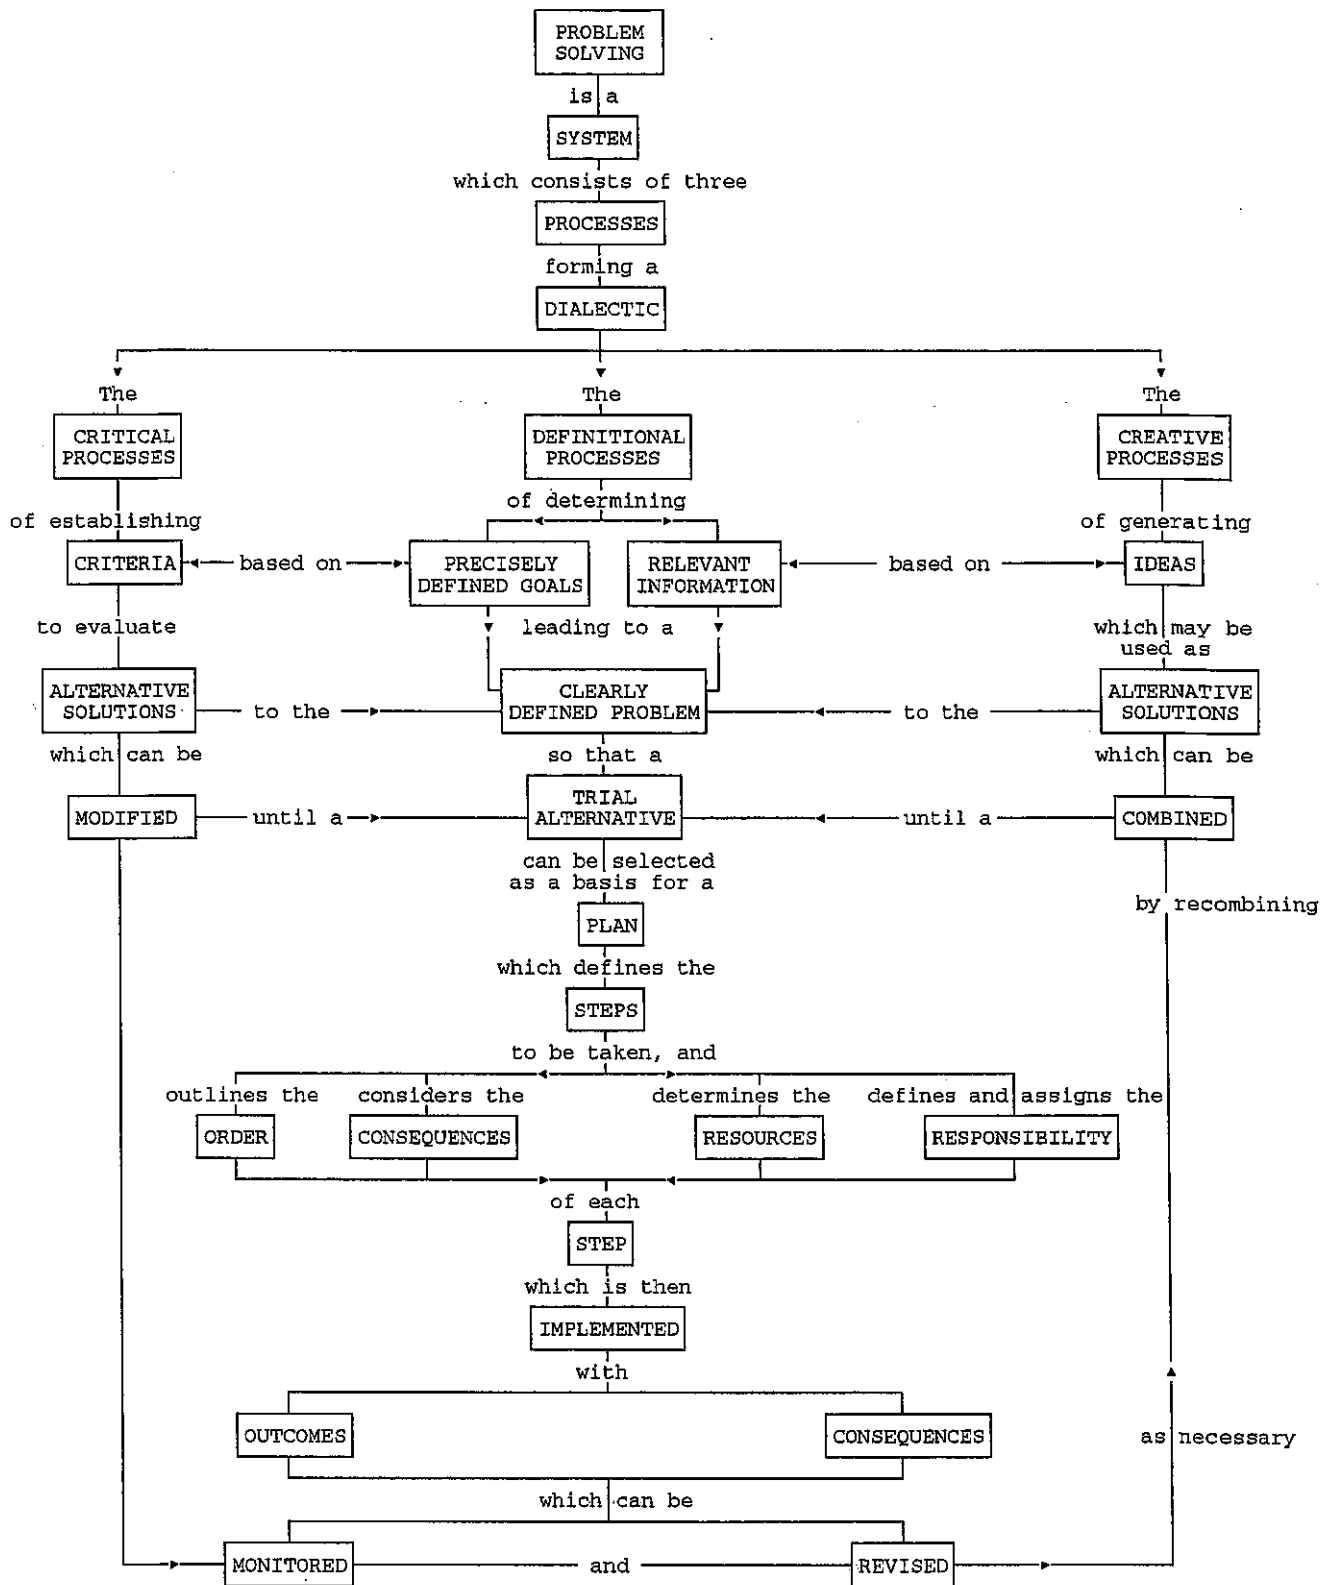 PROBLEM
SOLVING
is a
SYSTEM
which consists of three
PROCESSES
forming a
DIALECTIC
The The The
CRITICAL
PROCESSES
DEFINITIONAL
PROCESSES
CREATIVE
PROCESSES
of determining
of establishing
of generating
CRITERIA
based on
PRECISELY
DEFINED GOALS
RELEVANT
INFORMATION
based on
IDEAS
to evaluate
leading to a
which may be
used as
ALTERNATIVE
SOLUTIONS
to the
CLEARLY
DEFINED PROBLEM
to the
ALTERNATIVE
SOLUTIONS
which can be
so that a
which can be
MODIFIED
until a
TRIAL
ALTERNATIVE
until a
COMBINED
can be selected
as a basis for a
by recombining
PLAN
which defines the
STEPS
to be taken, and
outlines the considers the determines the defines and assigns the
ORDER CONSEQUENCES RESOURCES RESPONSIBILITY
of each
STEP
which is then
IMPLEMENTED
with
OUTCOMES CONSEQUENCES as necessary
which can be
MONITORED and REVISED